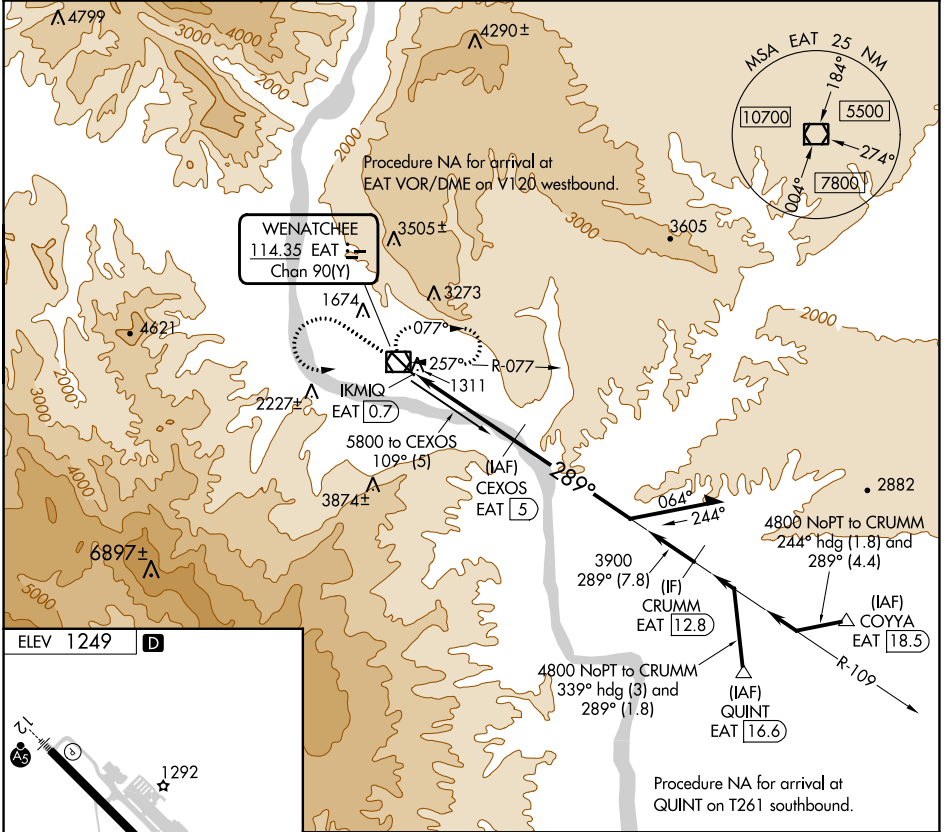 4799
3000
4000
2000
4290±
MSA EAT 25 NM
184°
10700
5500
274°
004°
7800
2000
Procedure NA for arrival at
EAT VOR/DME on V120 westbound.
3000
3605
WENATCHEE
114.35 EAT
Chan 90(Y)
3505±
3273
1674
4621
2000
077°
257°
R-077
1311
IKMIQ
EAT 0.7
2227±
3000
2000
5800 to CEXOS
109° (5)
(IAF)
CEXOS
EAT 5
289°
064°
244°
2882
4000
3874±
4800 NoPT to CRUMM
244° hdg (1.8) and
289° (4.4)
6897±
5000
3900
289° (7.8)
(IF)
CRUMM
EAT 12.8
(IAF)
COYYA
EAT 18.5
R-109
4800 NoPT to CRUMM
339° hdg (3) and
289° (1.8)
(IAF)
QUINT
EAT 16.6
ELEV 1249
D
12
A5
P
1292
Procedure NA for arrival at
QUINT on T261 southbound.